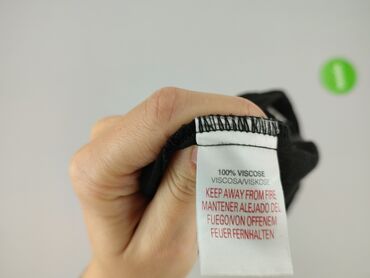 100% VISCOSE
VISCOSA/VISKOSE
KEEP AWAY FROM FIRE
MANTENER ALEJADO DEL
FUEGO/VON OFFENEM
FEUER FERNHALTEN